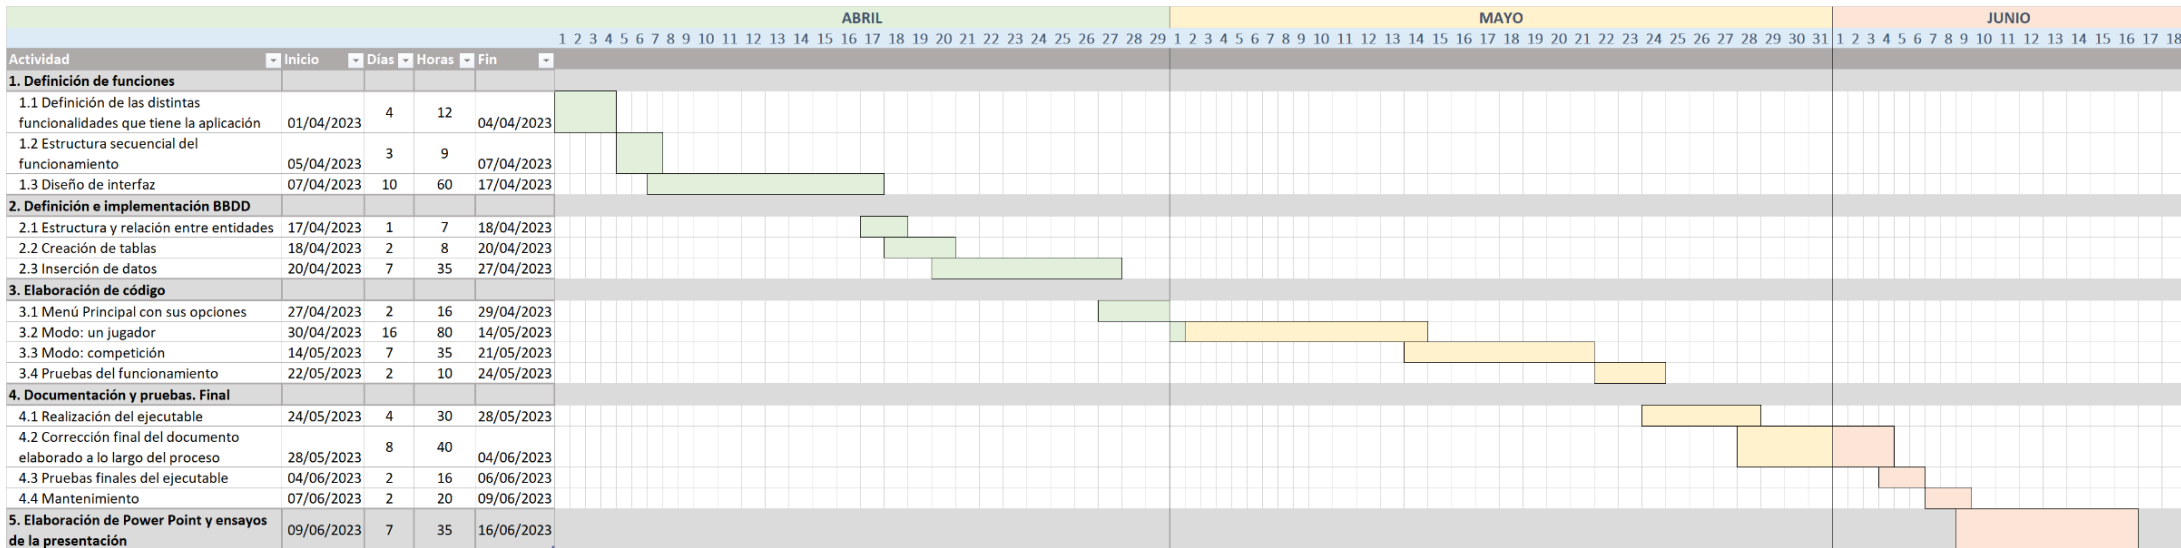 ABRIL MAYO JUNIO
1 2 3 4 5 6 7 8 9 10 11 12 13 14 15 16 17 18 19 20 21 22 23 24 25 26 27 28 29 1 2 3 4 5 6 7 8 9 10 11 12 13 14 15 16 17 18 19 20 21 22 23 24 25 26 27 28 29 30 31 1 2 3 4 5 6 7 8 9 10 11 12 13 14 15 16 17 18
Actividad Inicio Días Horas Fin
1. Definición de funciones
1.1 Definición de las distintas
funcionalidades que tiene la aplicación 01/04/2023 4 12 04/04/2023
1.2 Estructura secuencial del
funcionamiento 05/04/2023 3 9 07/04/2023
1.3 Diseño de interfaz 07/04/2023 10 60 17/04/2023
2. Definición e implementación BBDD
2.1 Estructura y relación entre entidades 17/04/2023 1 7 18/04/2023
2.2 Creación de tablas 18/04/2023 2 8 20/04/2023
2.3 Inserción de datos 20/04/2023 7 35 27/04/2023
3. Elaboración de código
3.1 Menú Principal con sus opciones 27/04/2023 2 16 29/04/2023
3.2 Modo: un jugador 30/04/2023 16 80 14/05/2023
3.3 Modo: competición 14/05/2023 7 35 21/05/2023
3.4 Pruebas del funcionamiento 22/05/2023 2 10 24/05/2023
4. Documentación y pruebas. Final
4.1 Realización del ejecutable 24/05/2023 4 30 28/05/2023
4.2 Corrección final del documento
elaborado a lo largo del proceso 28/05/2023 8 40 04/06/2023
4.3 Pruebas finales del ejecutable 04/06/2023 2 16 06/06/2023
4.4 Mantenimiento 07/06/2023 2 20 09/06/2023
5. Elaboración de Power Point y ensayos
de la presentación 09/06/2023 7 35 16/06/2023